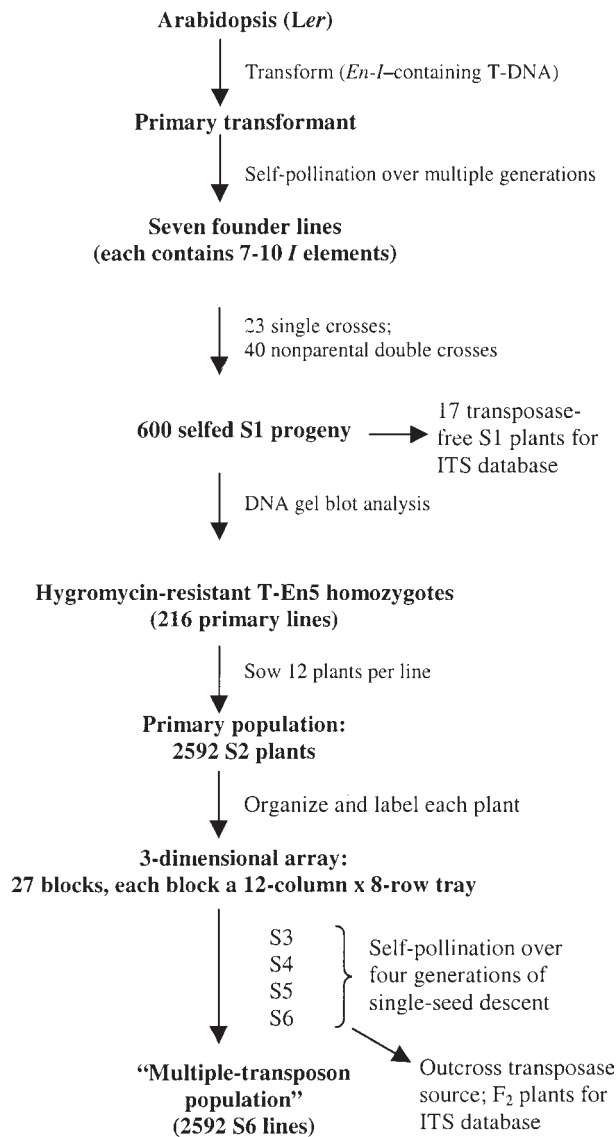 Arabidopsis (Ler)
Transform (En-I–containing T-DNA)
Primary transformant
Self-pollination over multiple generations
Seven founder lines
(each contains 7-10 I elements)
23 single crosses;
40 nonparental double crosses
600 selfed S1 progeny
17 transposase-
free S1 plants for
ITS database
DNA gel blot analysis
Hygromycin-resistant T-En5 homozygotes
(216 primary lines)
Sow 12 plants per line
Primary population:
2592 S2 plants
Organize and label each plant
3-dimensional array:
27 blocks, each block a 12-column x 8-row tray
S3
S4
S5
S6
Self-pollination over
four generations of
single-seed descent
“Multiple-transposon
population”
(2592 S6 lines)
Outcross transposase
source; F₂ plants for
ITS database